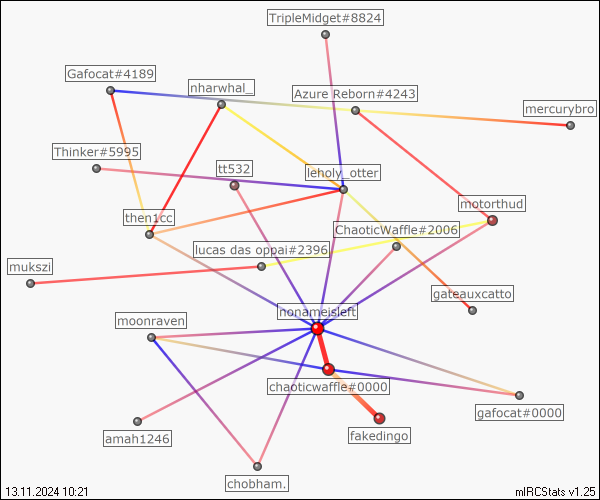 TripleMidget#8824
Gafocat#4189
nharwhal_
Azure Reborn#4243
mercurybro
Thinker#5995
tt532
leholy_otter
motorthud
then1cc
ChaoticWaffle#2006
lucas das oppai#2396
mukszi
gateauxcatto
nonameisleft
moonraven
chaoticwaffle#0000
gafocat#0000
amah1246
fakedingo
chobham.
13.11.2024 10:21
mIRCStats v1.25